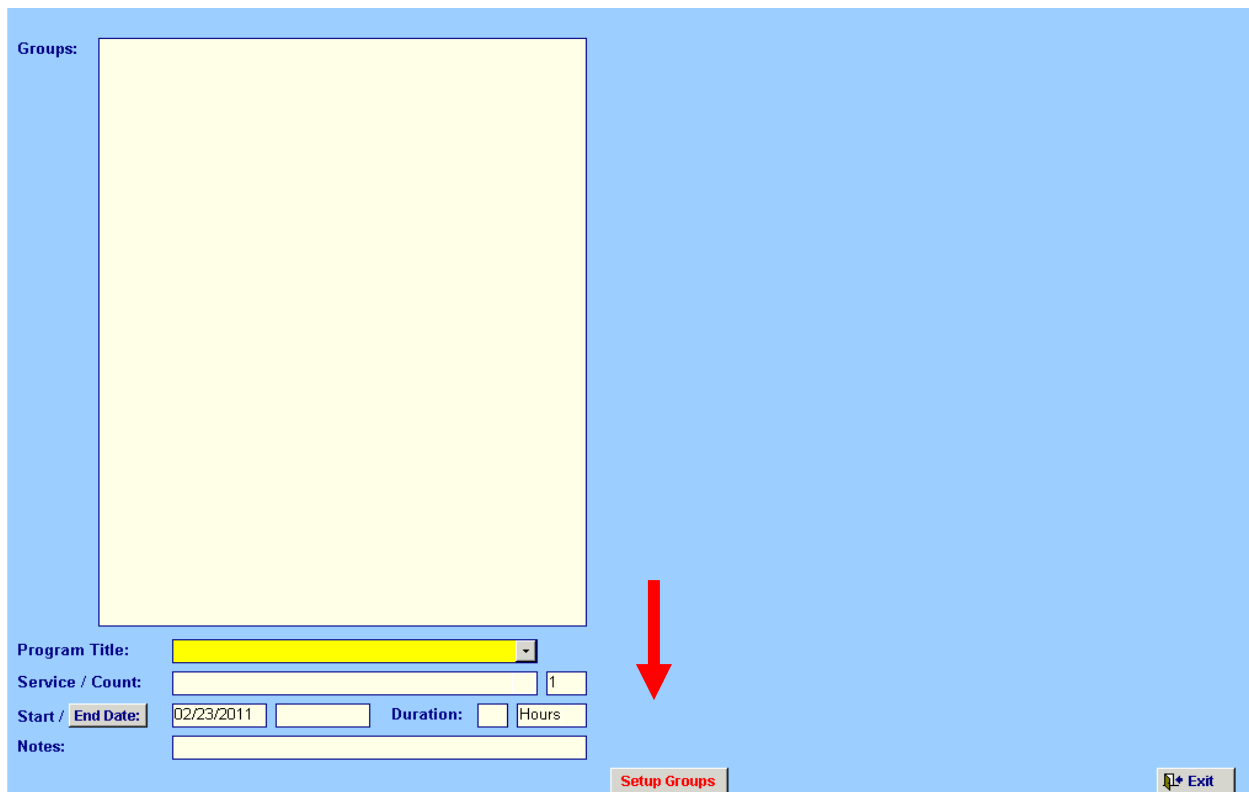 Groups:
Program Title:
Service / Count: 1
Start / End Date: 02/23/2011 Duration: Hours
Notes:
Setup Groups Exit